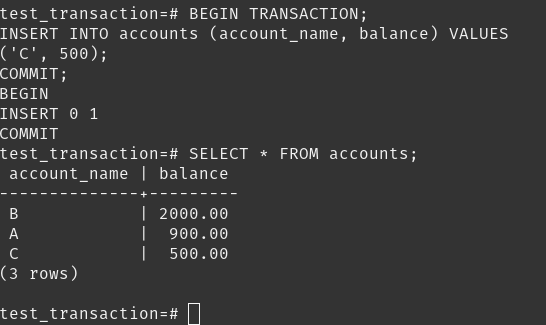 test_transaction=# BEGIN TRANSACTION;
INSERT INTO accounts (account_name, balance) VALUES
('C', 500);
COMMIT;
BEGIN
INSERT 0 1
COMMIT
test_transaction=# SELECT * FROM accounts;
 account_name | balance
--------------+---------
 B            | 2000.00
 A            |  900.00
 C            |  500.00
(3 rows)

test_transaction=#